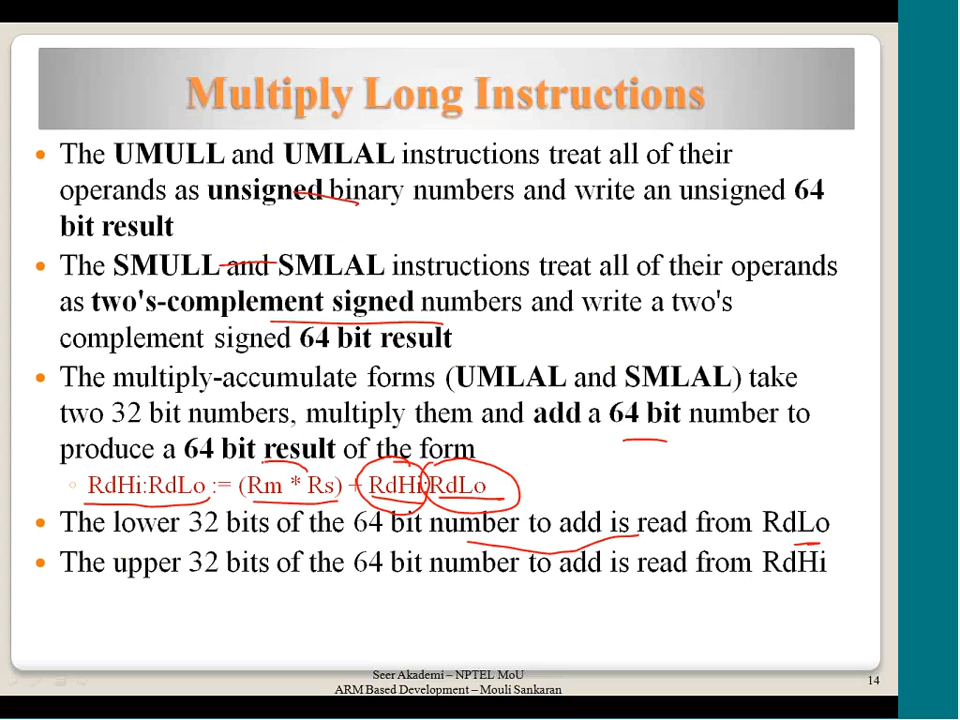 Multiply Long Instructions
• The UMULL and UMLAL instructions treat all of their
operands as unsigned binary numbers and write an unsigned 64
bit result
• The SMULL and SMLAL instructions treat all of their operands
as two's-complement signed numbers and write a two's
complement signed 64 bit result
• The multiply-accumulate forms (UMLAL and SMLAL) take
two 32 bit numbers, multiply them and add a 64 bit number to
produce a 64 bit result of the form
◦ RdHi:RdLo := (Rm * Rs) + RdHi:RdLo
• The lower 32 bits of the 64 bit number to add is read from RdLo
• The upper 32 bits of the 64 bit number to add is read from RdHi
Seer Akademi – NPTEL MoU
ARM Based Development – Mouli Sankaran
14